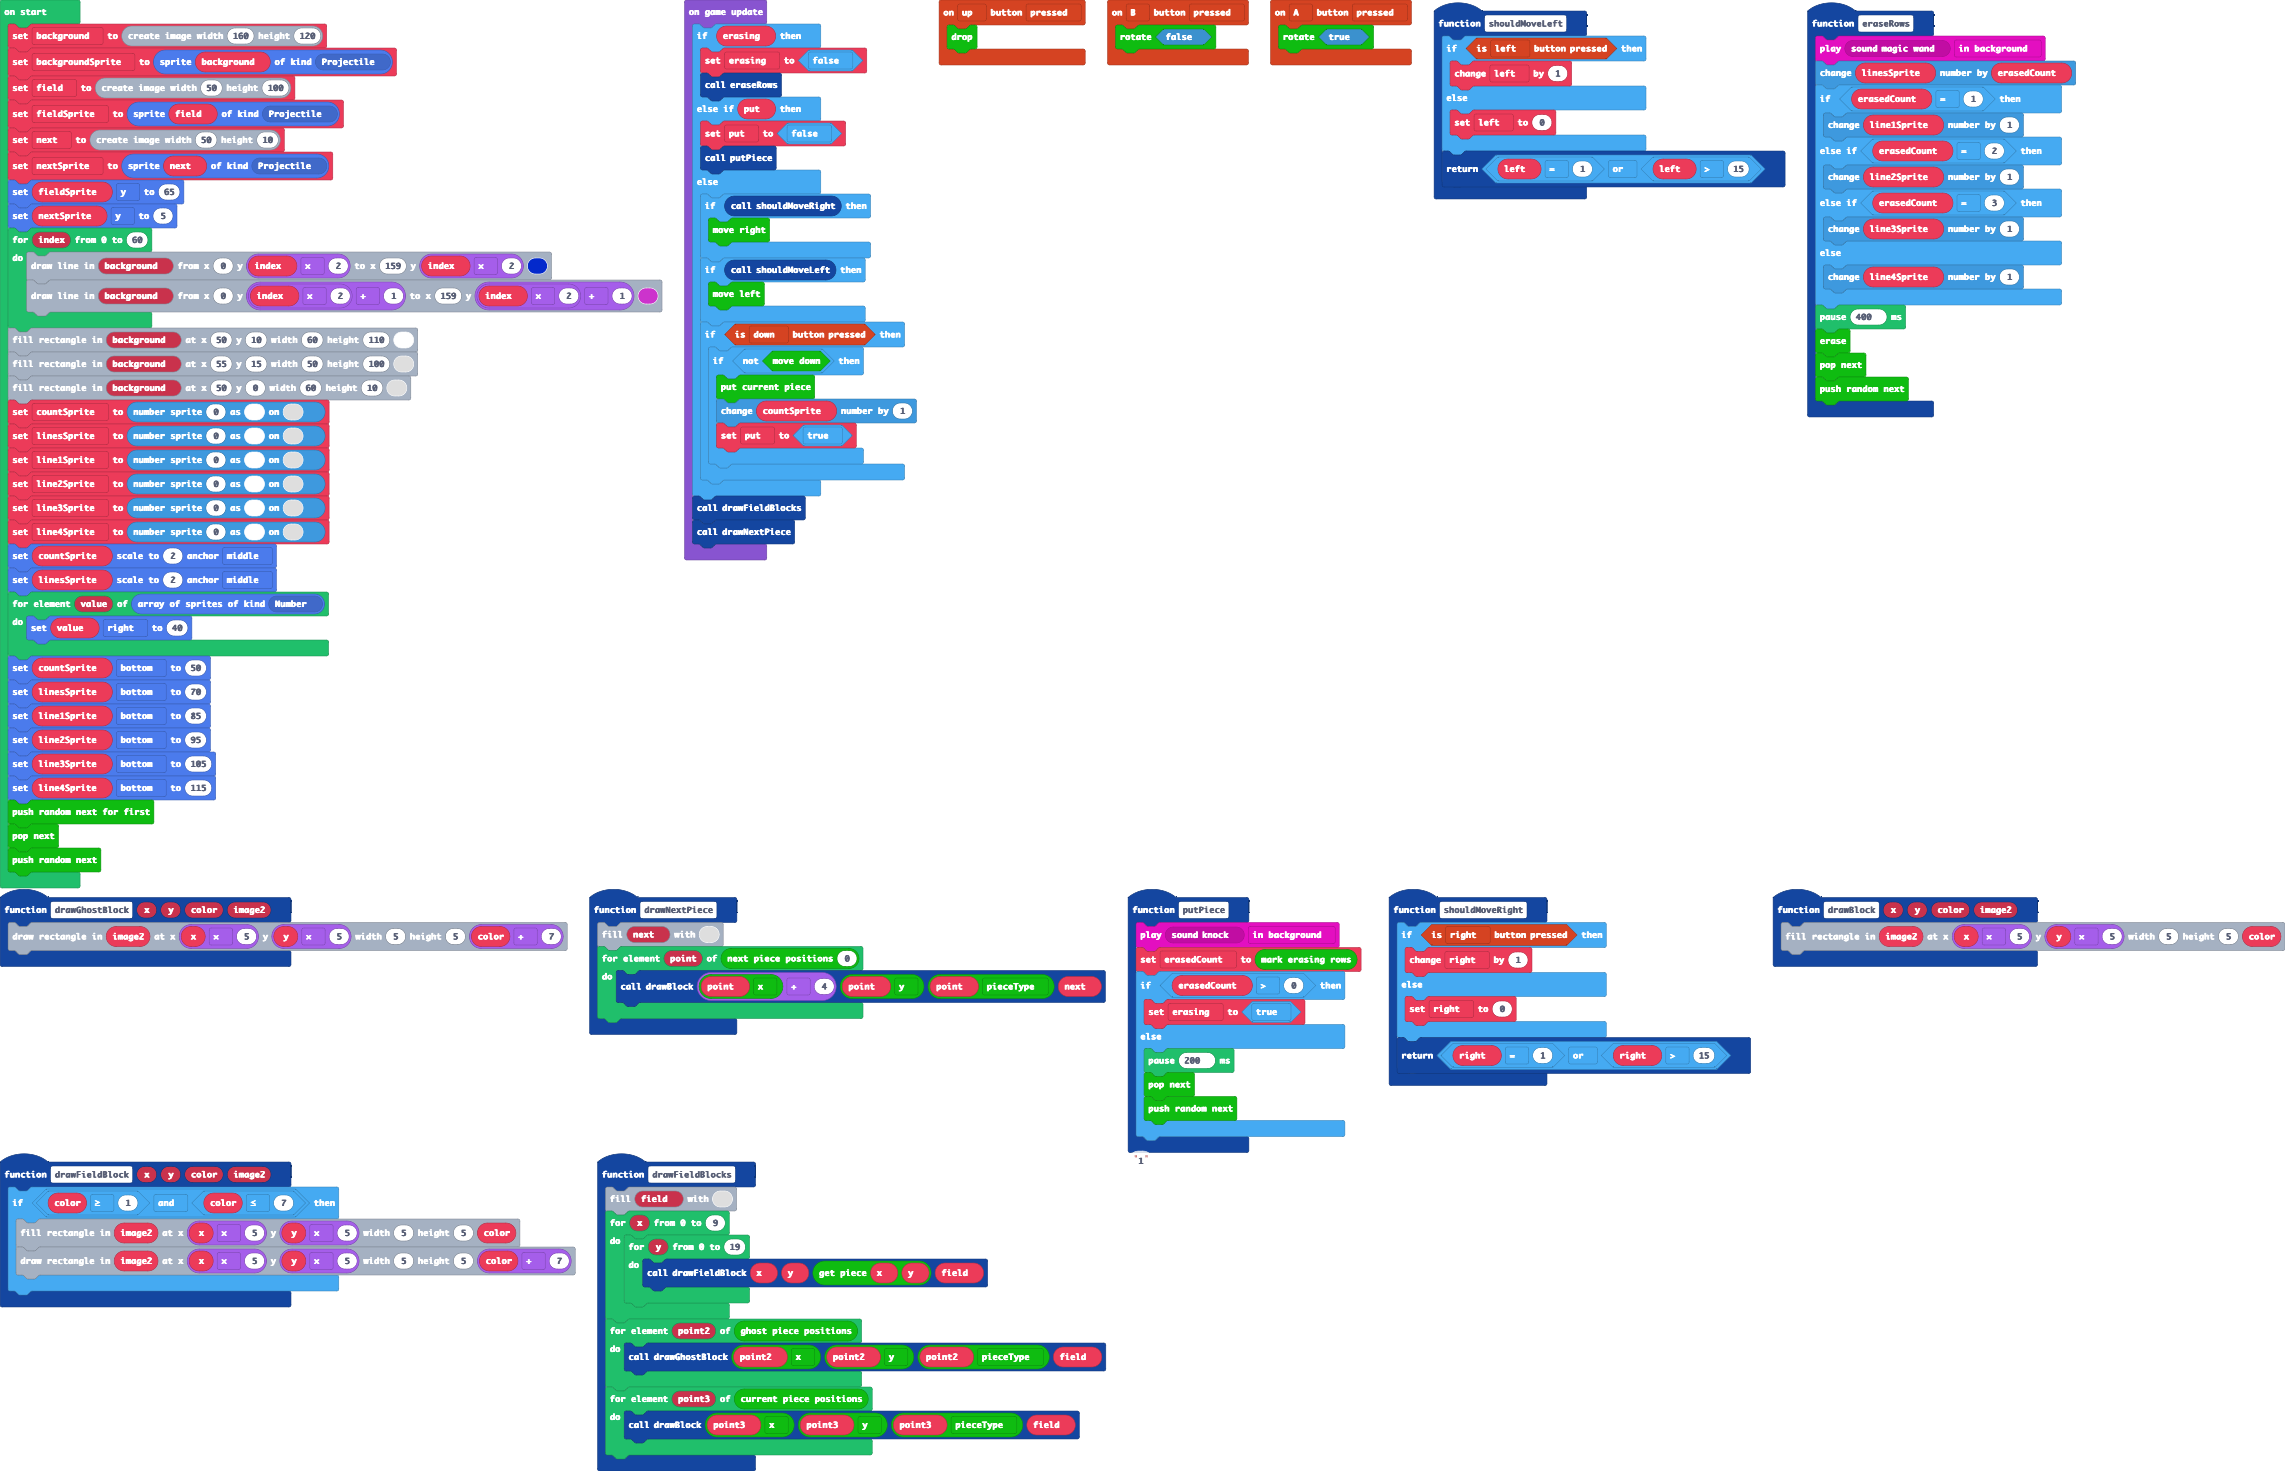 on start
set background to create image width 160 height 120
set backgroundSprite to sprite background of kind Projectile
set field to create image width 50 height 100
set fieldSprite to sprite field of kind Projectile
set next to create image width 50 height 10
set nextSprite to sprite next of kind Projectile
set fieldSprite y to 65
set nextSprite y to 5
for index from 0 to 60
do
draw line in background from x 0 y index × 2 to x 159 y index × 2
draw line in background from x 0 y index × 2 + 1 to x 159 y index × 2 + 1
fill rectangle in background at x 50 y 10 width 60 height 110
fill rectangle in background at x 55 y 15 width 50 height 100
fill rectangle in background at x 50 y 0 width 60 height 10
set countSprite to number sprite 0 as on
set linesSprite to number sprite 0 as on
set line1Sprite to number sprite 0 as on
set line2Sprite to number sprite 0 as on
set line3Sprite to number sprite 0 as on
set line4Sprite to number sprite 0 as on
set countSprite scale to 2 anchor middle
set linesSprite scale to 2 anchor middle
for element value of array of sprites of kind Number
do set value right to 40
set countSprite bottom to 50
set linesSprite bottom to 70
set line1Sprite bottom to 85
set line2Sprite bottom to 95
set line3Sprite bottom to 105
set line4Sprite bottom to 115
push random next for first
pop next
push random next
on game update
if erasing then
set erasing to false
call eraseRows
else if put then
set put to false
call putPiece
else
if call shouldMoveRight then
move right
if call shouldMoveLeft then
move left
if is down button pressed then
if not move down then
put current piece
change countSprite number by 1
set put to true
call drawFieldBlocks
call drawNextPiece
on up button pressed
drop
on B button pressed
rotate false
on A button pressed
rotate true
function shouldMoveLeft
if is left button pressed then
change left by 1
else
set left to 0
return left = 1 or left > 15
function eraseRows
play sound magic wand in background
change linesSprite number by erasedCount
if erasedCount = 1 then
change line1Sprite number by 1
else if erasedCount = 2 then
change line2Sprite number by 1
else if erasedCount = 3 then
change line3Sprite number by 1
else
change line4Sprite number by 1
pause 400 ms
erase
pop next
push random next
function drawGhostBlock x y color image2
draw rectangle in image2 at x x × 5 y y × 5 width 5 height 5 color + 7
function drawNextPiece
fill next with
for element point of next piece positions 0
do call drawBlock point x + 4 point y point pieceType next
function putPiece
play sound knock in background
set erasedCount to mark erasing rows
if erasedCount > 0 then
set erasing to true
else
pause 200 ms
pop next
push random next
"1"
function shouldMoveRight
if is right button pressed then
change right by 1
else
set right to 0
return right = 1 or right > 15
function drawBlock x y color image2
fill rectangle in image2 at x x × 5 y y × 5 width 5 height 5 color
function drawFieldBlock x y color image2
if color ≥ 1 and color ≤ 7 then
fill rectangle in image2 at x x × 5 y y × 5 width 5 height 5 color
draw rectangle in image2 at x x × 5 y y × 5 width 5 height 5 color + 7
function drawFieldBlocks
fill field with
for x from 0 to 9
do for y from 0 to 19
do call drawFieldBlock x y get piece x y field
for element point2 of ghost piece positions
do call drawGhostBlock point2 x point2 y point2 pieceType field
for element point3 of current piece positions
do call drawBlock point3 x point3 y point3 pieceType field